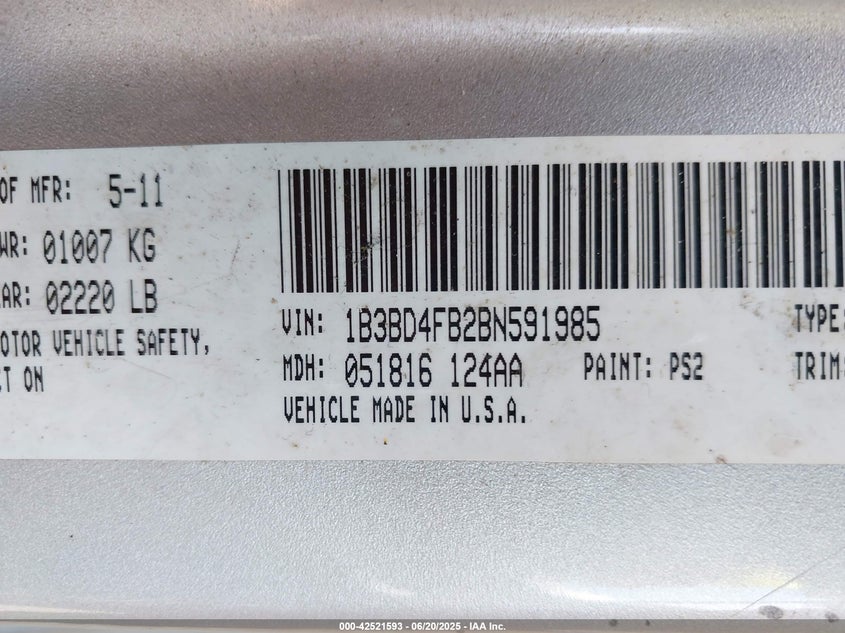 OF MFR: 5-11
WR: 01007 KG
AR: 02220 LB
OTOR VEHICLE SAFETY,
CT ON
VIN: 1B3BD4FB2BN591985
TYPE:
MDH: 051816 124AA
PAINT: PS2
TRIM:
VEHICLE MADE IN U.S.A.
000-42521593 | 06/20/2025 - IAA Inc.